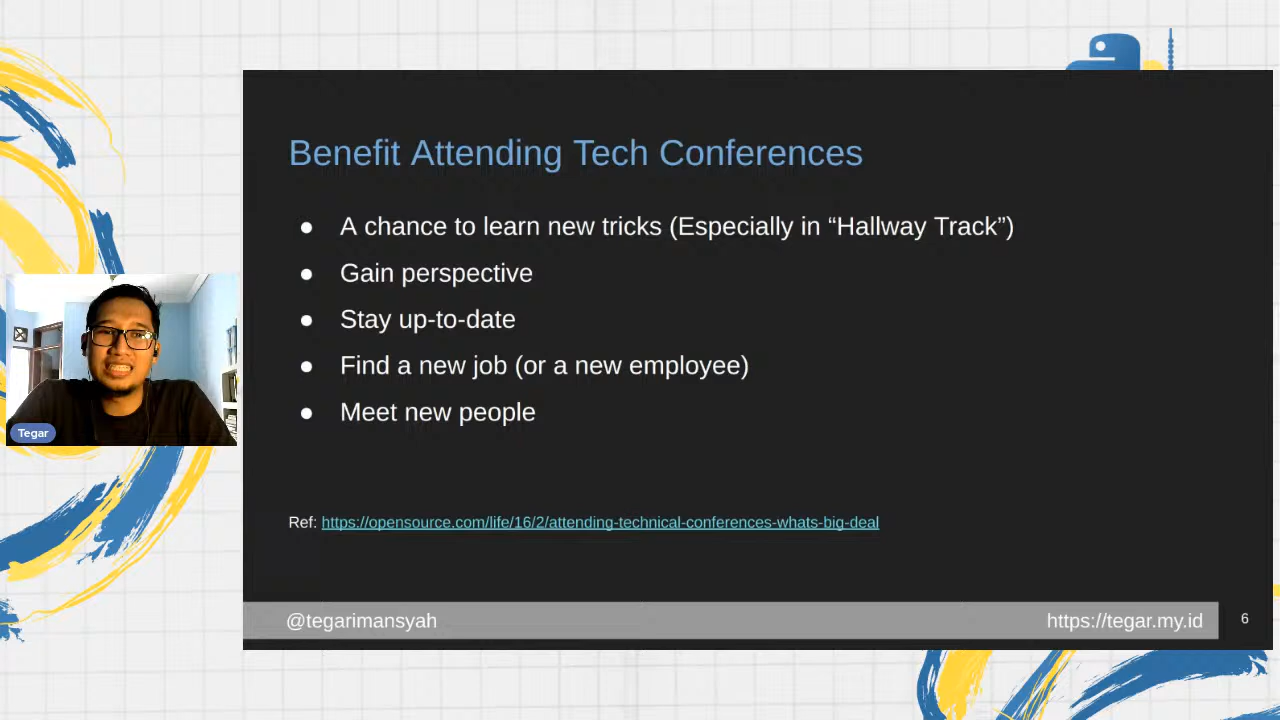 Benefit Attending Tech Conferences
● A chance to learn new tricks (Especially in “Hallway Track”)
● Gain perspective
● Stay up-to-date
● Find a new job (or a new employee)
● Meet new people
Ref: https://opensource.com/life/16/2/attending-technical-conferences-whats-big-deal
Tegar
@tegarimansyah
https://tegar.my.id
6